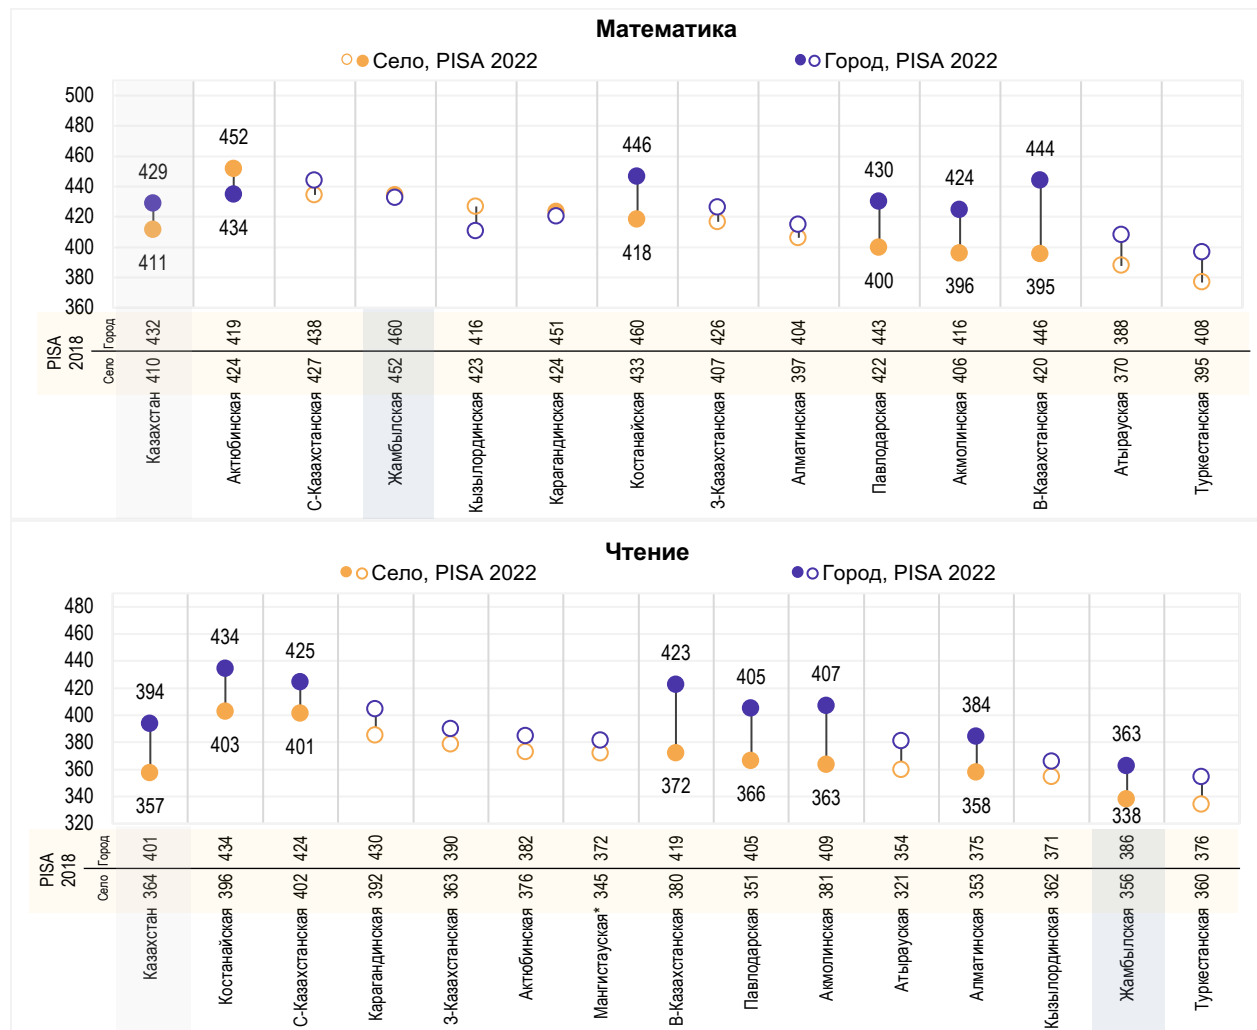 Математика
Село, PISA 2022 Город, PISA 2022
500
480
460
440
420
400
380
360
429 411
452 434
446 418
430 400
424 396
444 395
PISA 2018
Город 432 419 438 460 416 451 460 426 404 443 416 446 388 408
Село 410 424 427 452 423 424 433 407 397 422 406 420 370 395
Казахстан
Актюбинская
С-Казахстанская
Жамбылская
Кызылординская
Карагандинская
Костанайская
З-Казахстанская
Алматинская
Павлодарская
Акмолинская
В-Казахстанская
Атырауская
Туркестанская
Чтение
Село, PISA 2022 Город, PISA 2022
480
460
440
420
400
380
360
340
320
394 357
434 403
425 401
423 372
405 366
407 363
384 358
363 338
PISA 2018
Город 401 434 424 430 390 382 372 419 405 409 354 375 371 386 376
Село 364 396 402 392 363 376 345 380 351 381 321 353 362 356 360
Казахстан
Костанайская
С-Казахстанская
Карагандинская
З-Казахстанская
Актюбинская
Мангистауская*
В-Казахстанская
Павлодарская
Акмолинская
Атырауская
Алматинская
Кызылординская
Жамбылская
Туркестанская